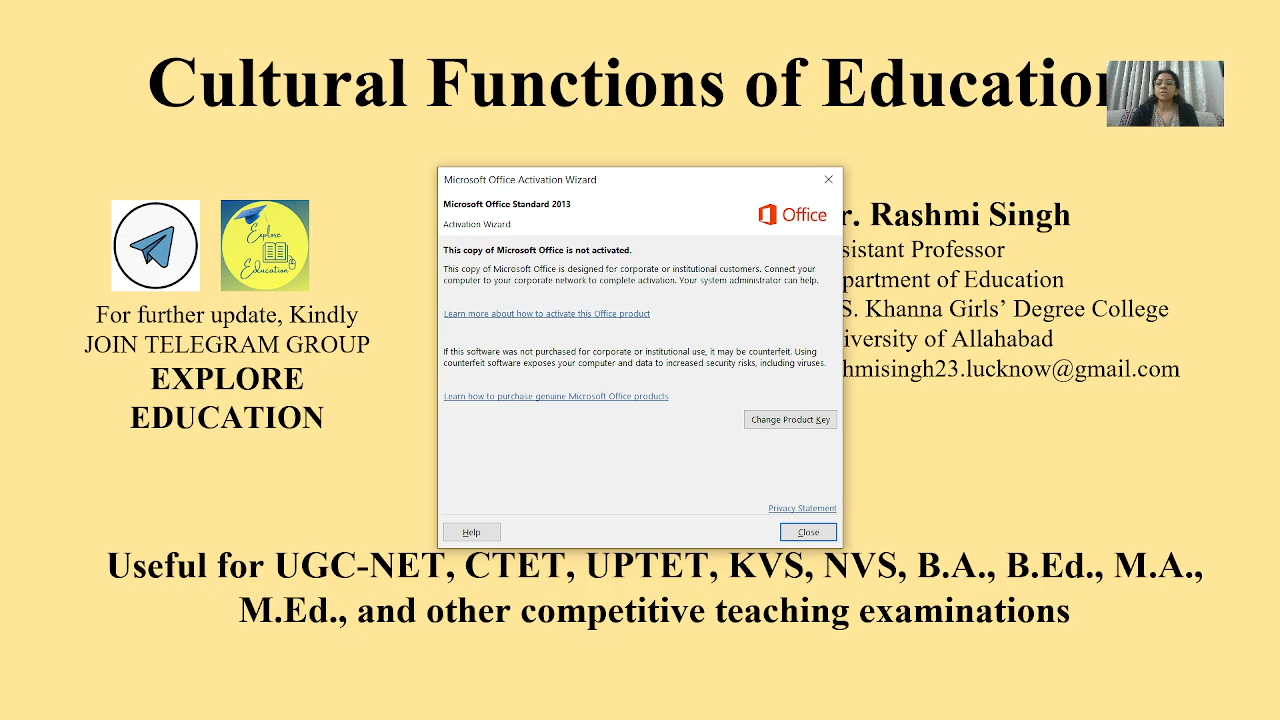 Cultural Functions of Education
Explore
Education
For further update, Kindly
JOIN TELEGRAM GROUP
EXPLORE
EDUCATION
Microsoft Office Activation Wizard
Microsoft Office Standard 2013
Activation Wizard
Office
This copy of Microsoft Office is not activated.
This copy of Microsoft Office is designed for corporate or institutional customers. Connect your
computer to your corporate network to complete activation. Your system administrator can help.
Learn more about how to activate this Office product
If this software was not purchased for corporate or institutional use, it may be counterfeit. Using
counterfeit software exposes your computer and data to increased security risks, including viruses.
Learn how to purchase genuine Microsoft Office products
Change Product Key
Privacy Statement
Help
Close
r. Rashmi Singh
sistant Professor
partment of Education
S. Khanna Girls’ Degree College
iversity of Allahabad
hmisingh23.lucknow@gmail.com
Useful for UGC-NET, CTET, UPTET, KVS, NVS, B.A., B.Ed., M.A.,
M.Ed., and other competitive teaching examinations